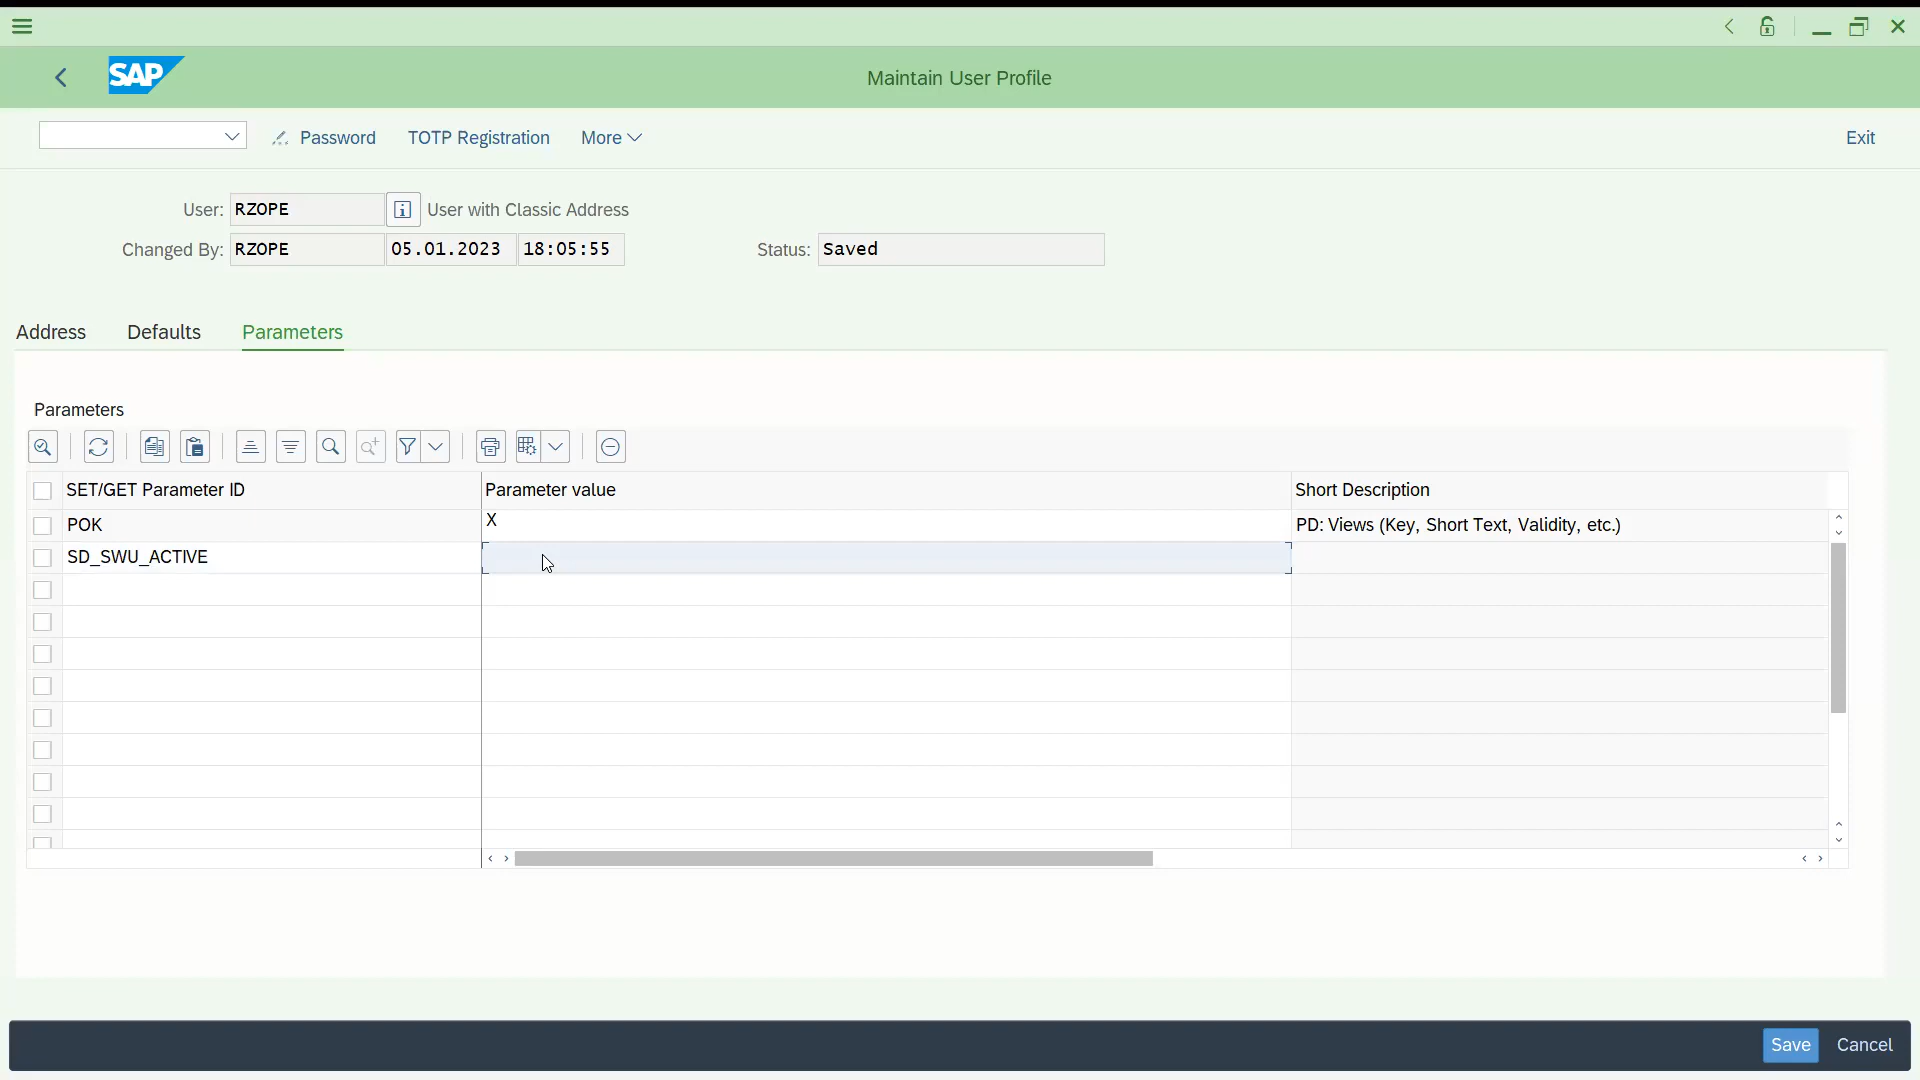 SAP
Maintain User Profile
Password TOTP Registration More Exit
User: RZOPE User with Classic Address
Changed By: RZOPE 05.01.2023 18:05:55 Status: Saved
Address Defaults Parameters
Parameters
SET/GET Parameter ID Parameter value Short Description
POK X PD: Views (Key, Short Text, Validity, etc.)
SD_SWU_ACTIVE
Save Cancel